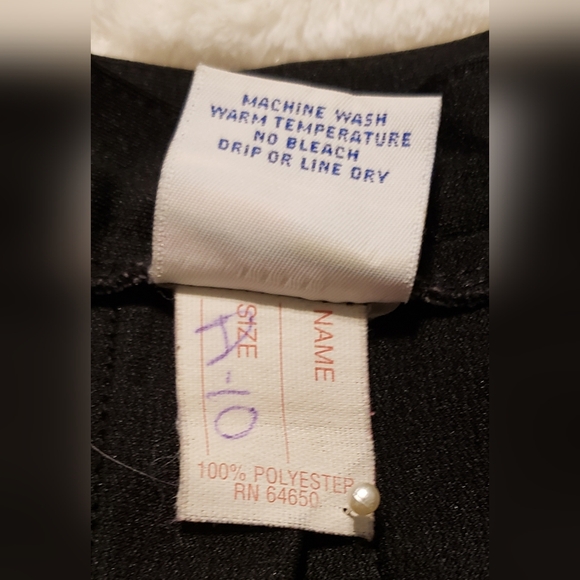 MACHINE WASH
WARM TEMPERATURE
NO BLEACH
DRIP OR LINE DRY
NAME
SIZE
A-10
100% POLYESTER
RN 64650